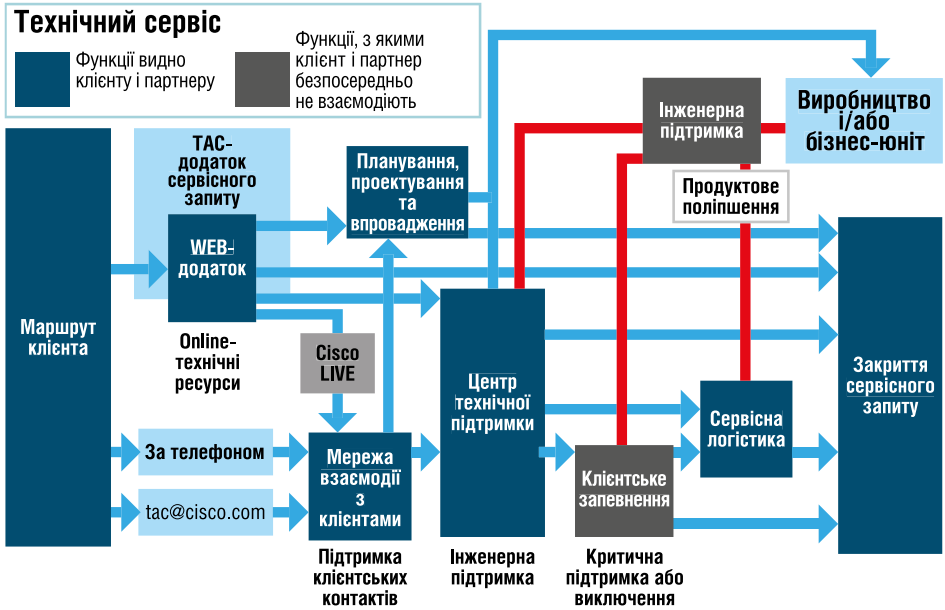 Технічний сервіс
Функції видно
клієнту і партнеру
Функції, з якими
клієнт і партнер
безпосередньо
не взаємодіють
Маршрут
клієнта
TAC-
додаток
сервісного
запиту
WEB-
додаток
Online-
технічні
ресурси
Cisco
LIVE
За телефоном
tac@cisco.com
Планування,
проектування
та
впровадження
Мережа
взаємодії
з
клієнтами
Підтримка
клієнтських
контактів
Центр
технічної
підтримки
Інженерна
підтримка
Клієнтське
запевнення
Критична
підтримка або
виключення
Інженерна
підтримка
Продуктове
поліпшення
Сервісна
логістика
Виробництво
і/або
бізнес-юніт
Закриття
сервісного
запиту